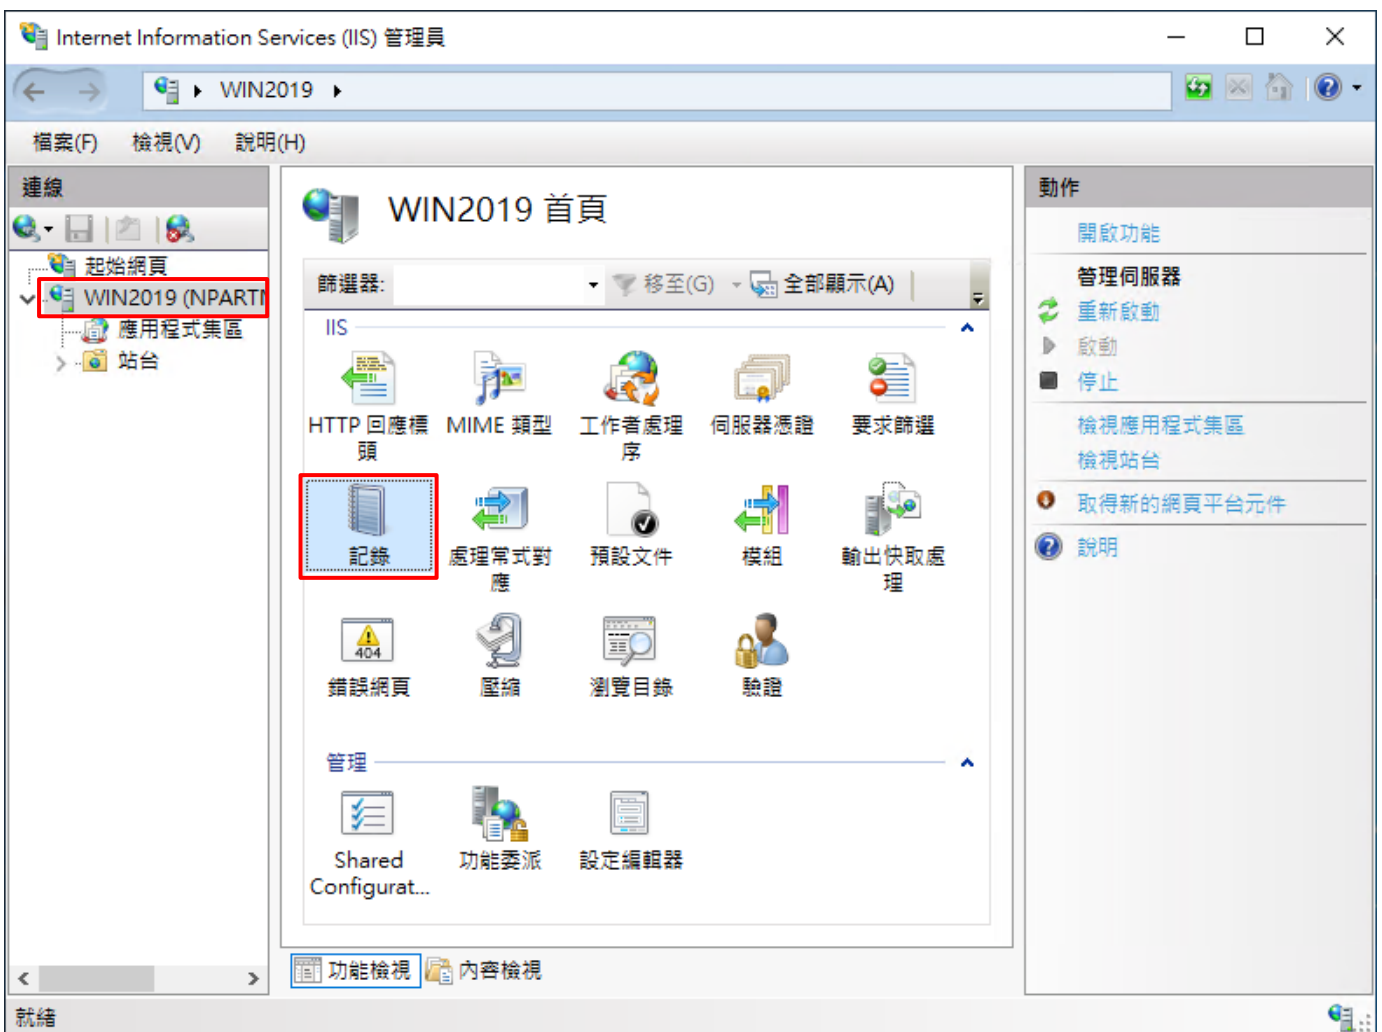 Internet Information Services (IIS) 管理員
WIN2019
檔案(F) 檢視(V) 說明(H)
連線
起始網頁
WIN2019 (NPARTN
應用程式集區
站台
WIN2019 首頁
篩選器: 移至(G) 全部顯示(A)
IIS
HTTP 回應標
頭
MIME 類型
工作者處理
序
伺服器憑證
要求篩選
記錄
處理常式對
應
預設文件
模組
輸出快取處
理
404
錯誤網頁
壓縮
瀏覽目錄
驗證
管理
Shared
Configurat...
功能委派
設定編輯器
功能檢視 內容檢視
動作
開啟功能
管理伺服器
重新啟動
啟動
停止
檢視應用程式集區
檢視站台
取得新的網頁平台元件
說明
就緒